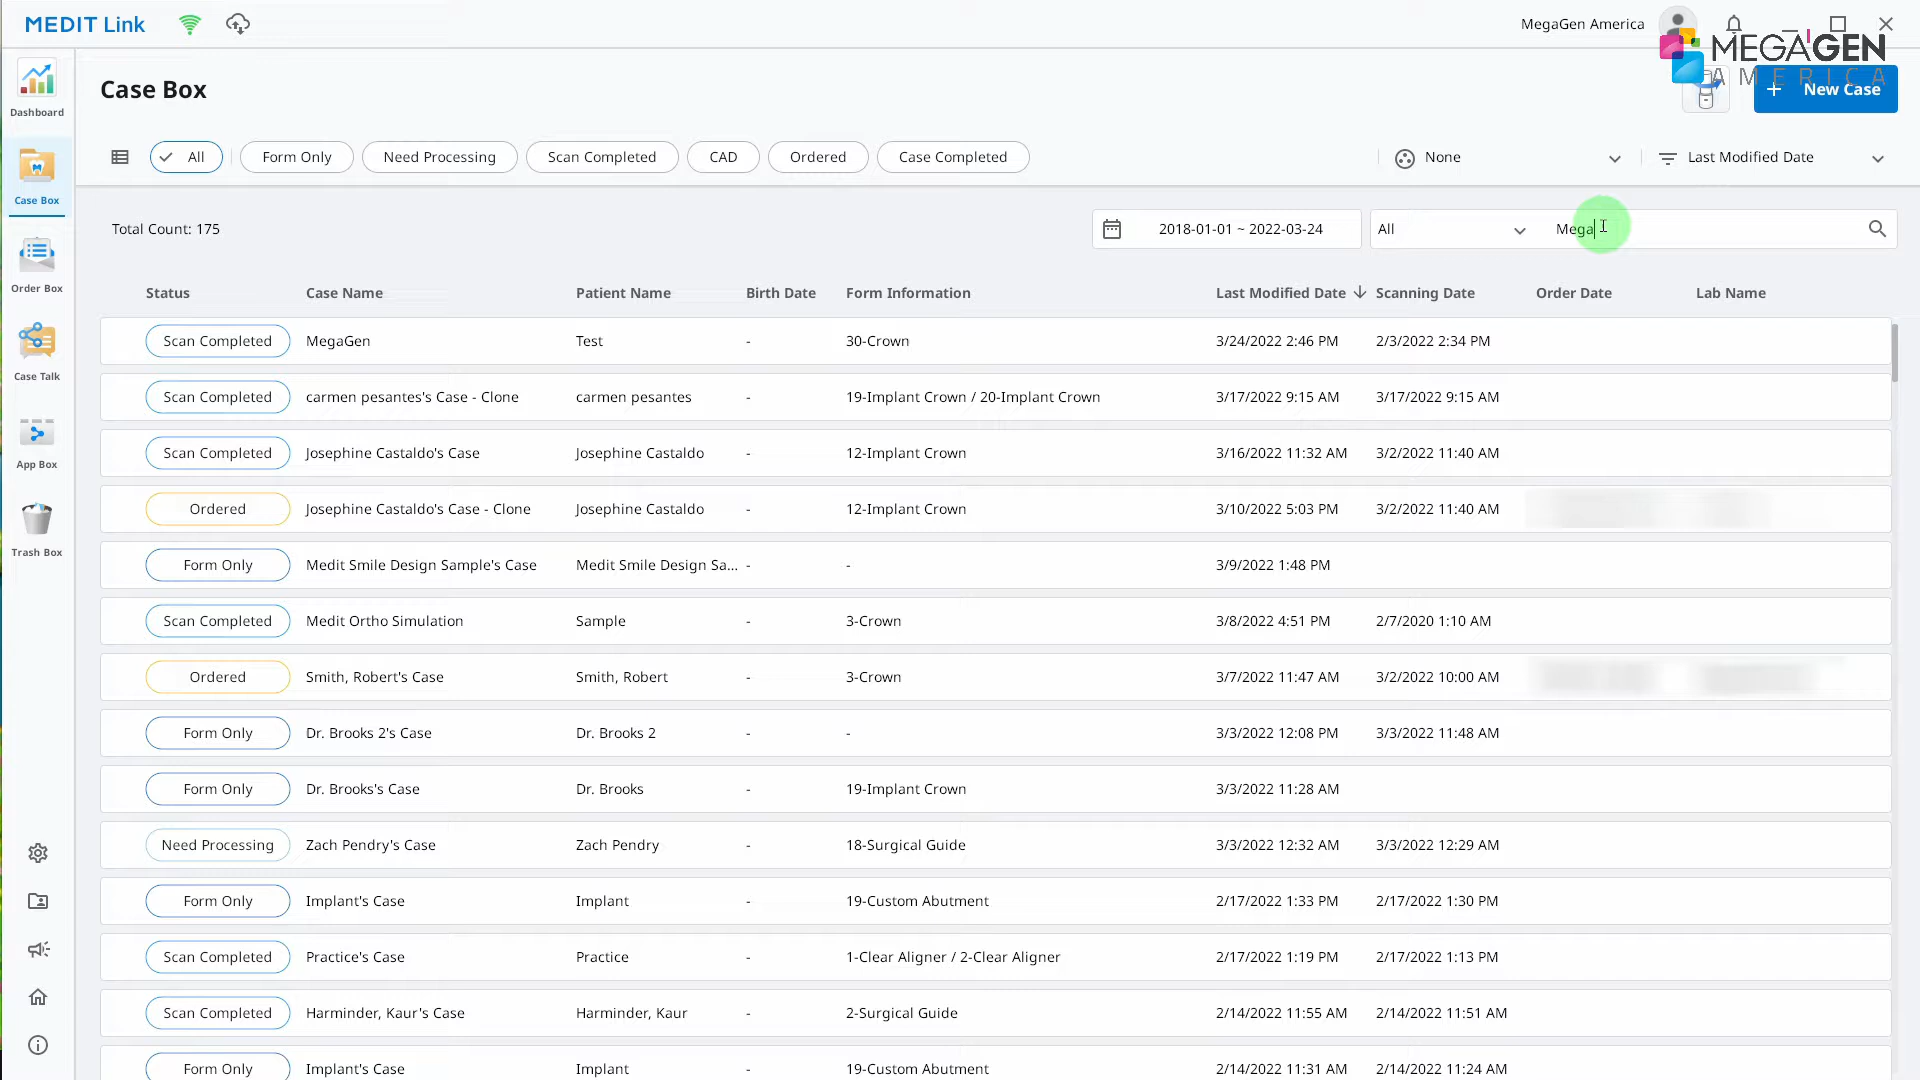 MEDIT Link
MegaGen America
MEGA'GEN
AMERICA
Dashboard
Case Box
Order Box
Case Talk
App Box
Trash Box
Case Box
+ New Case
All
Form Only
Need Processing
Scan Completed
CAD
Ordered
Case Completed
None
Last Modified Date
Total Count: 175
2018-01-01 ~ 2022-03-24
All
Mega
Status Case Name Patient Name Birth Date Form Information Last Modified Date Scanning Date Order Date Lab Name
Scan Completed MegaGen Test - 30-Crown 3/24/2022 2:46 PM 2/3/2022 2:34 PM
Scan Completed carmen pesantes's Case - Clone carmen pesantes - 19-Implant Crown / 20-Implant Crown 3/17/2022 9:15 AM 3/17/2022 9:15 AM
Scan Completed Josephine Castaldo's Case Josephine Castaldo - 12-Implant Crown 3/16/2022 11:32 AM 3/2/2022 11:40 AM
Ordered Josephine Castaldo's Case - Clone Josephine Castaldo - 12-Implant Crown 3/10/2022 5:03 PM 3/2/2022 11:40 AM
Form Only Medit Smile Design Sample's Case Medit Smile Design Sa... - - 3/9/2022 1:48 PM
Scan Completed Medit Ortho Simulation Sample - 3-Crown 3/8/2022 4:51 PM 2/7/2020 1:10 AM
Ordered Smith, Robert's Case Smith, Robert - 3-Crown 3/7/2022 11:47 AM 3/2/2022 10:00 AM
Form Only Dr. Brooks 2's Case Dr. Brooks 2 - - 3/3/2022 12:08 PM 3/3/2022 11:48 AM
Form Only Dr. Brooks's Case Dr. Brooks - 19-Implant Crown 3/3/2022 11:28 AM
Need Processing Zach Pendry's Case Zach Pendry - 18-Surgical Guide 3/3/2022 12:32 AM 3/3/2022 12:29 AM
Form Only Implant's Case Implant - 19-Custom Abutment 2/17/2022 1:33 PM 2/17/2022 1:30 PM
Scan Completed Practice's Case Practice - 1-Clear Aligner / 2-Clear Aligner 2/17/2022 1:19 PM 2/17/2022 1:13 PM
Scan Completed Harminder, Kaur's Case Harminder, Kaur - 2-Surgical Guide 2/14/2022 11:55 AM 2/14/2022 11:51 AM
Form Only Implant's Case Implant - 19-Custom Abutment 2/14/2022 11:31 AM 2/14/2022 11:24 AM